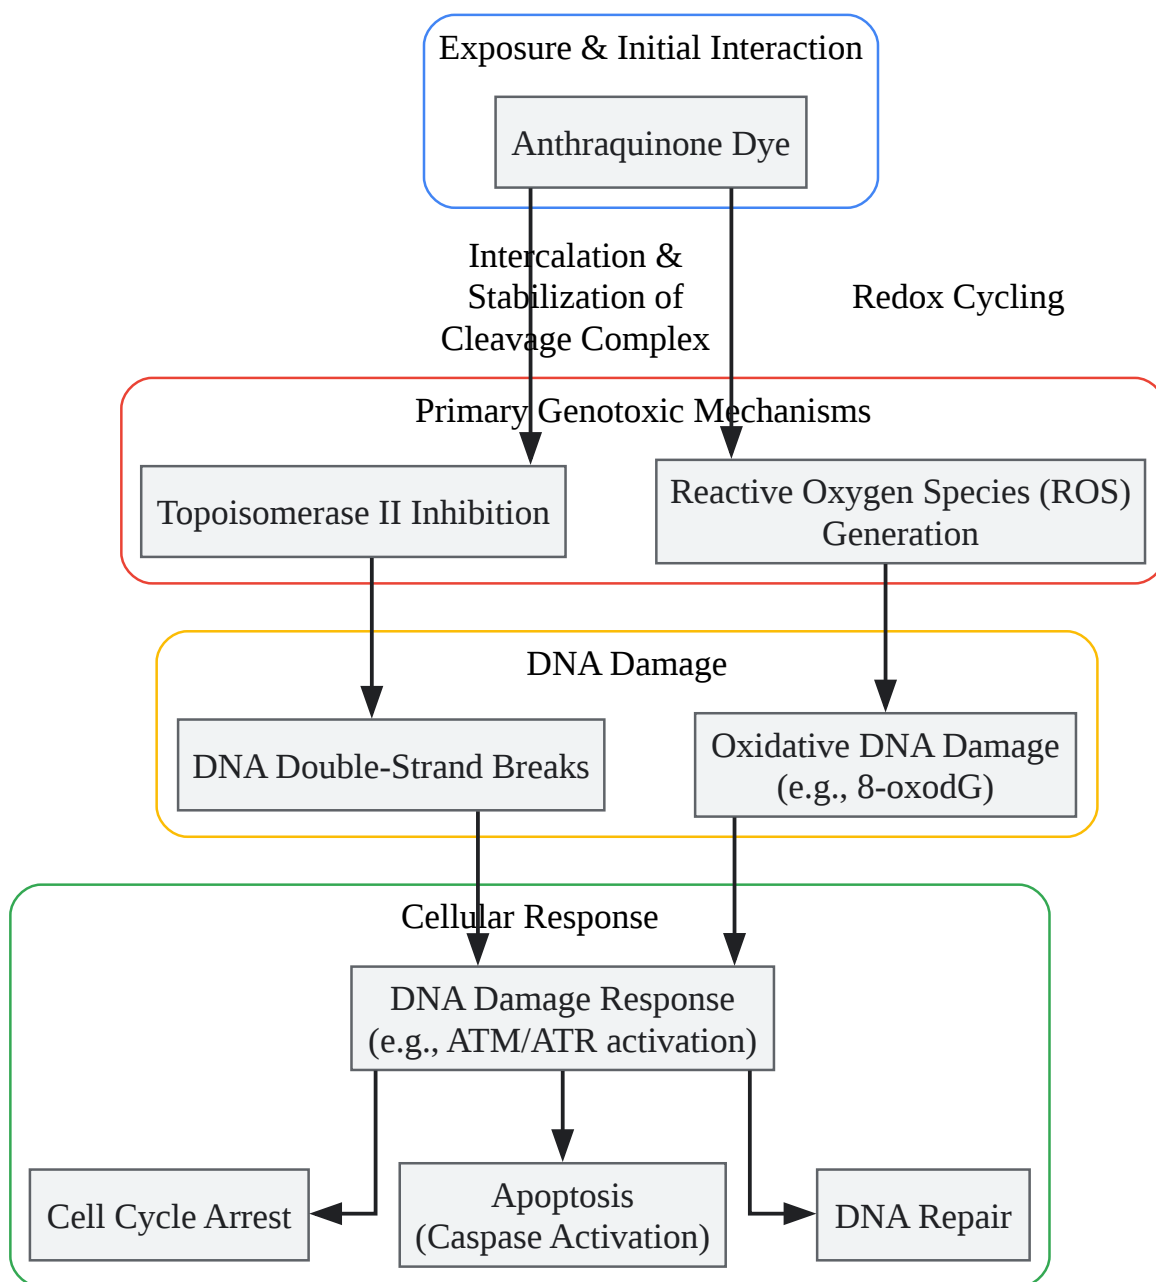 Exposure & Initial Interaction
Anthraquinone Dye
Intercalation &
Stabilization of
Cleavage Complex
Redox Cycling
Primary Genotoxic Mechanisms
Topoisomerase II Inhibition
Reactive Oxygen Species (ROS)
Generation
DNA Damage
DNA Double-Strand Breaks
Oxidative DNA Damage
(e.g., 8-oxodG)
Cellular Response
DNA Damage Response
(e.g., ATM/ATR activation)
Cell Cycle Arrest
Apoptosis
(Caspase Activation)
DNA Repair